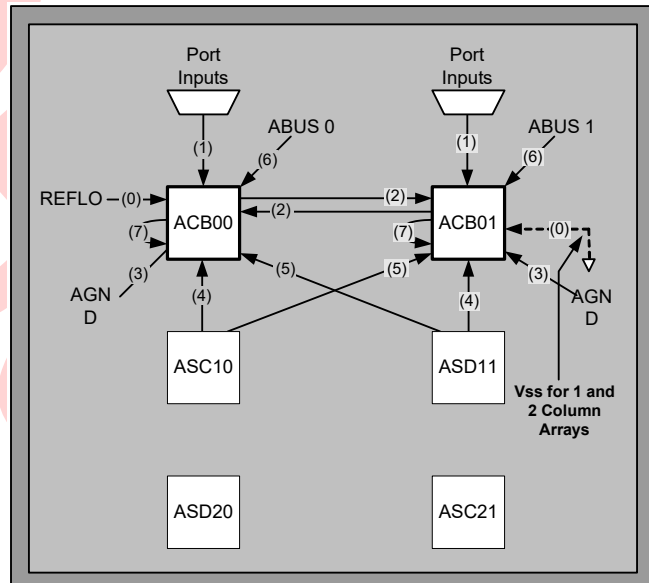 Port
Inputs
Port
Inputs
ABUS 0
ABUS 1
(1)
(1)
(6)
(6)
REFLO
(0)
(2)
(2)
ACB00
ACB01
(0)
(7)
(7)
(3)
(3)
(5)
(5)
AGN
D
AGN
D
(4)
(4)
ASC10
ASD11
Vss for 1 and
2 Column
Arrays
ASD20
ASC21